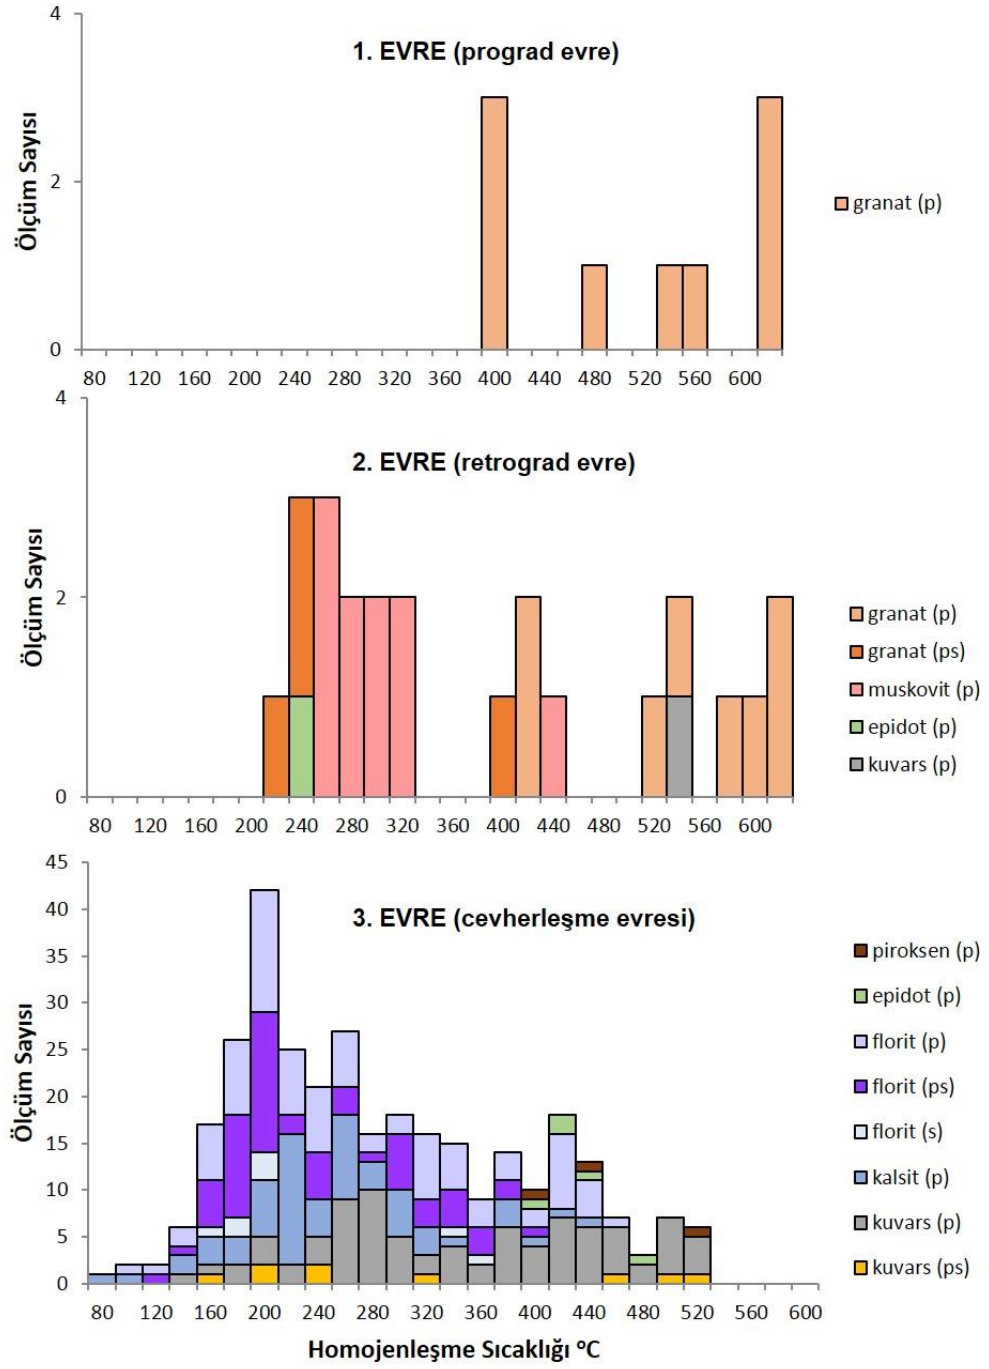 4
1. EVRE (prograd evre)
Ölçüm Sayısı
2
granat (p)
0
80 120 160 200 240 280 320 360 400 440 480 520 560 600
4
2. EVRE (retrograd evre)
Ölçüm Sayısı
2
granat (p)
granat (ps)
muskovit (p)
epidot (p)
kuvars (p)
0
80 120 160 200 240 280 320 400 440 480 520 560 600
45
3. EVRE (cevherleşme evresi)
40
35
30
25
20
15
10
5
0
Ölçüm Sayısı
piroksen (p)
epidot (p)
florit (p)
florit (ps)
florit (s)
kalsit (p)
kuvars (p)
kuvars (ps)
80 120 160 200 240 280 320 360 400 440 480 520 560 600
Homojenleşme Sıcaklığı ºC